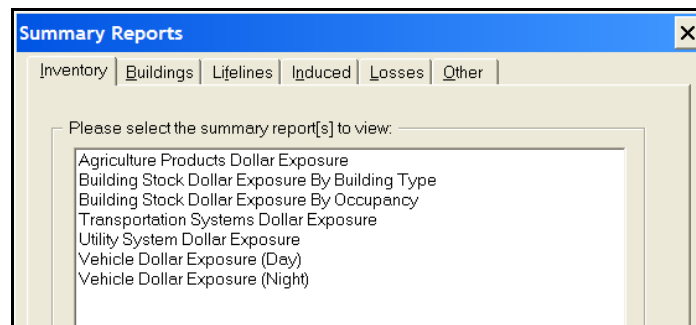 Summary Reports
Inventory Buildings Lifelines Induced Losses Other
Please select the summary report[s] to view:
Agriculture Products Dollar Exposure
Building Stock Dollar Exposure By Building Type
Building Stock Dollar Exposure By Occupancy
Transportation Systems Dollar Exposure
Utility System Dollar Exposure
Vehicle Dollar Exposure (Day)
Vehicle Dollar Exposure (Night)